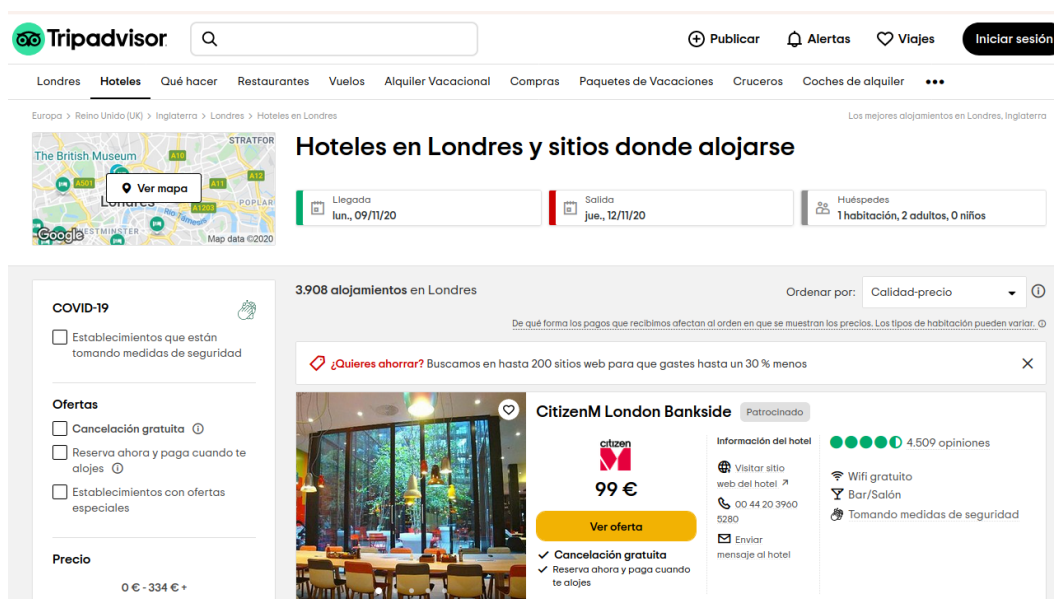 Tripadvisor
Publicar
Alertas
Viajes
Iniciar sesión
Londres
Hoteles
Qué hacer
Restaurantes
Vuelos
Alquiler Vacacional
Compras
Paquetes de Vacaciones
Cruceros
Coches de alquiler
Europa > Reino Unido (UK) > Inglaterra > Londres > Hoteles en Londres
Los mejores alojamientos en Londres, Inglaterra
STRATFOR
The British Museum
A10
A12
A501
A11
Ver mapa
Londres
A1203
POPLAR
Río Támesis
WESTMINSTER
Google
Map data ©2020
Hoteles en Londres y sitios donde alojarse
Llegada
lun., 09/11/20
Salida
jue., 12/11/20
Huéspedes
1 habitación, 2 adultos, 0 niños
COVID-19
Establecimientos que están
tomando medidas de seguridad
Ofertas
Cancelación gratuita
Reserva ahora y paga cuando te
alojes
Establecimientos con ofertas
especiales
Precio
0 € - 334 € +
3.908 alojamientos en Londres
Ordenar por:
Calidad-precio
De qué forma los pagos que recibimos afectan al orden en que se muestran los precios. Los tipos de habitación pueden variar.
¿Quieres ahorrar? Buscamos en hasta 200 sitios web para que gastes hasta un 30 % menos
CitizenM London Bankside
Patrocinado
citizen
M
99 €
Ver oferta
Cancelación gratuita
Reserva ahora y paga cuando
te alojes
Información del hotel
Visitar sitio
web del hotel
00 44 20 3960
5280
Enviar
mensaje al hotel
4.509 opiniones
Wifi gratuito
Bar/Salón
Tomando medidas de seguridad